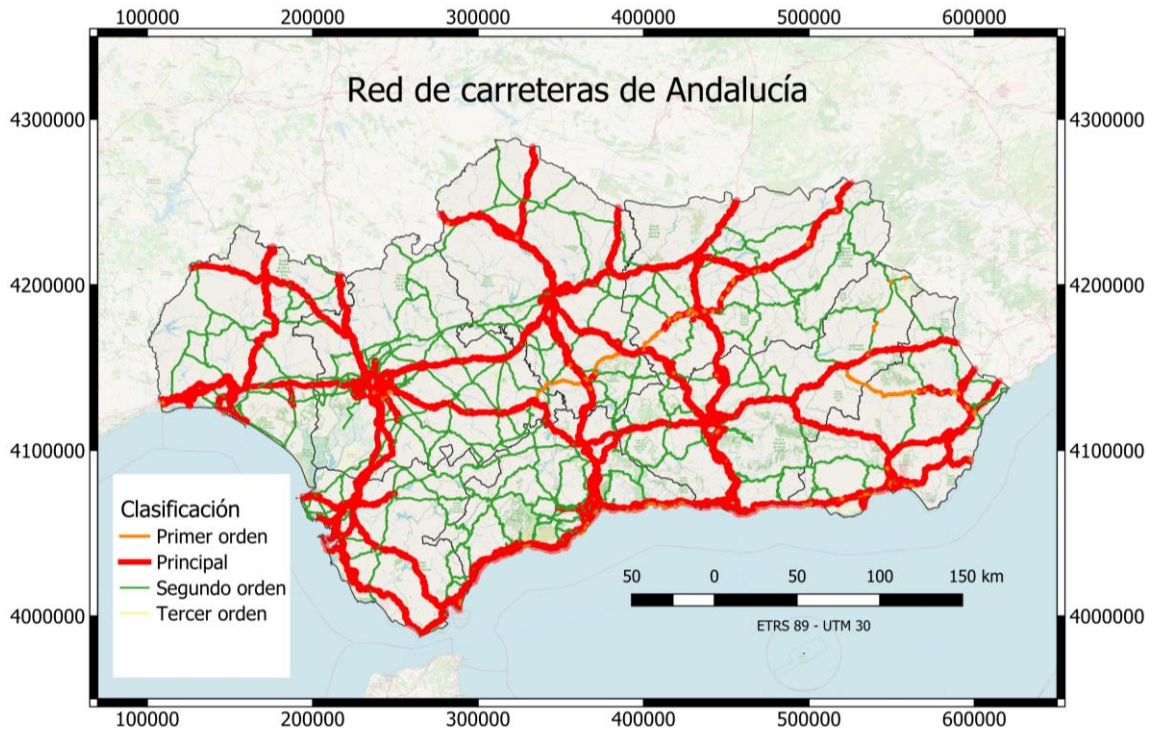 100000 200000 300000 400000 500000 600000
Red de carreteras de Andalucía
4300000 4300000
4200000 4200000
4100000 4100000
Clasificación
Primer orden
Principal
Segundo orden
Tercer orden
50 0 50 100 150 km
4000000 4000000
ETRS 89 - UTM 30
100000 200000 300000 400000 500000 600000